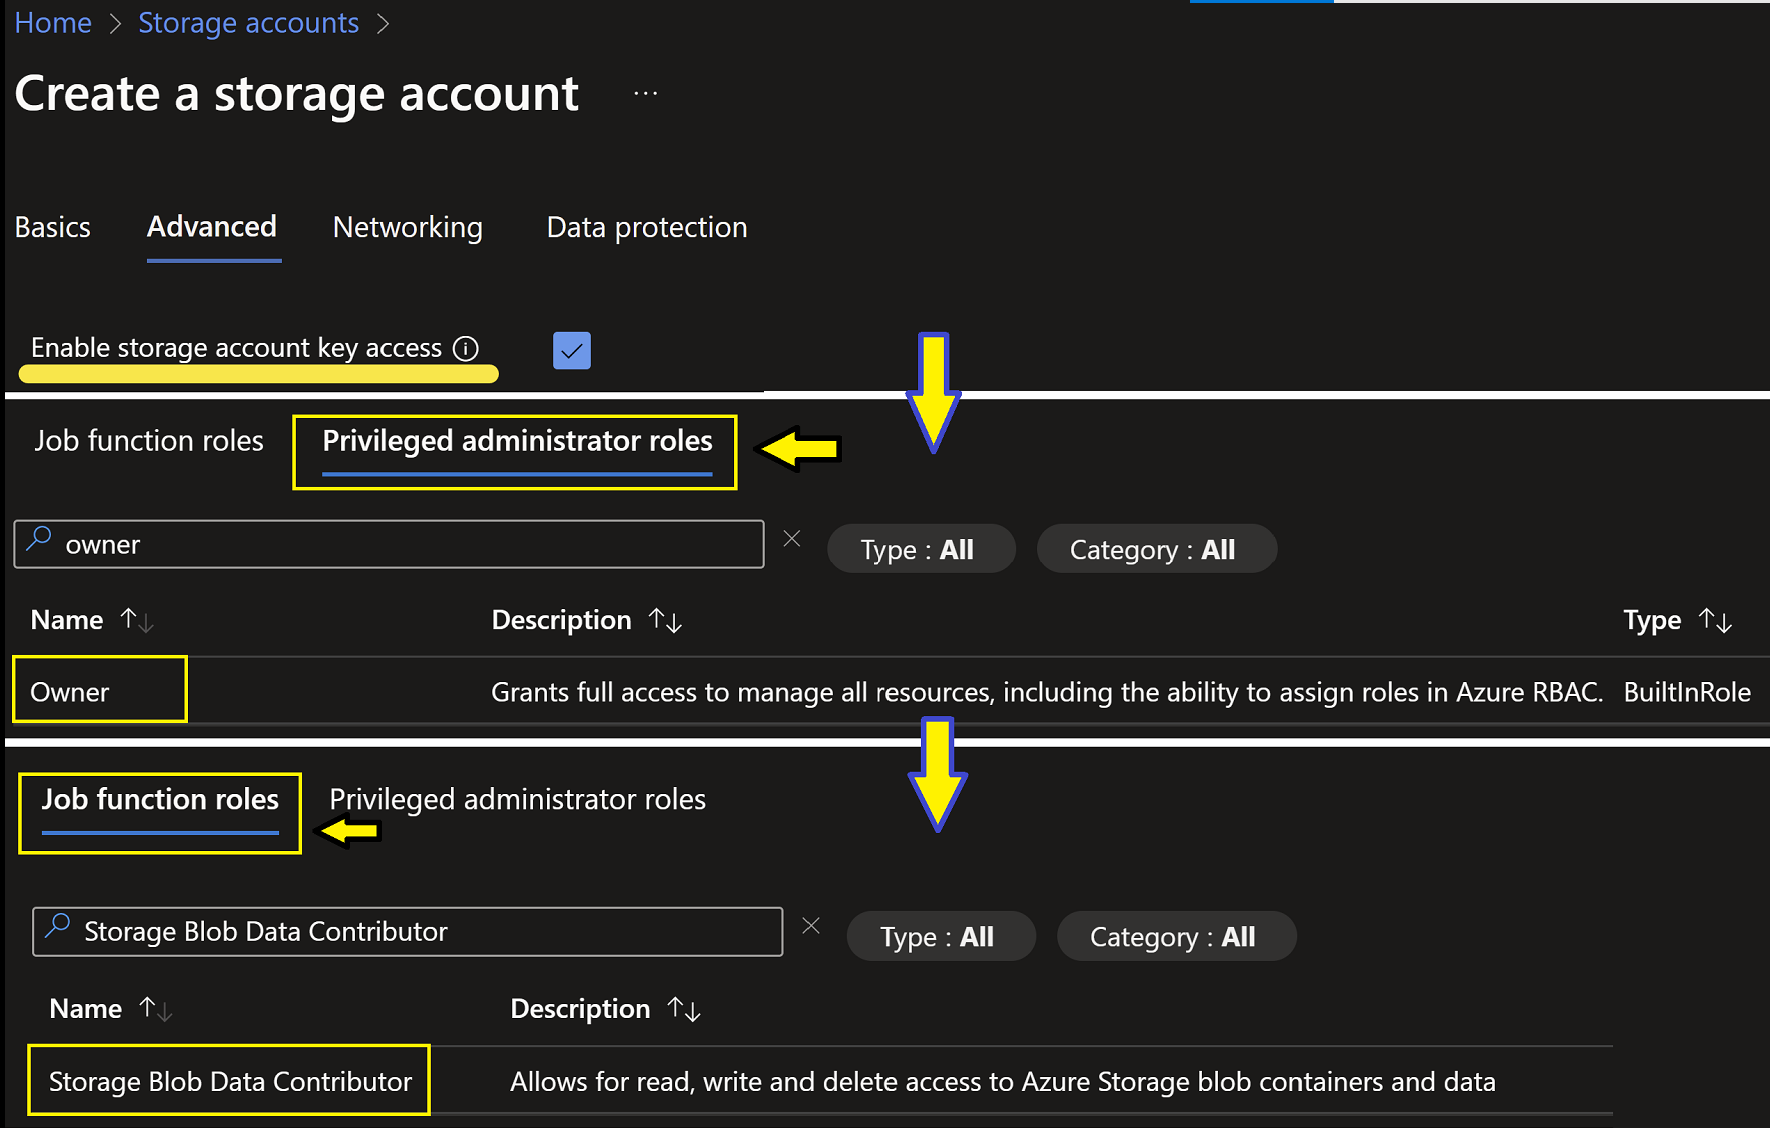 Home > Storage accounts >
Create a storage account ...
Basics Advanced Networking Data protection
Enable storage account key access
Job function roles Privileged administrator roles
owner Type : All Category : All
Name Description Type
Owner Grants full access to manage all resources, including the ability to assign roles in Azure RBAC. BuiltInRole
Job function roles Privileged administrator roles
Storage Blob Data Contributor Type : All Category : All
Name Description
Storage Blob Data Contributor Allows for read, write and delete access to Azure Storage blob containers and data